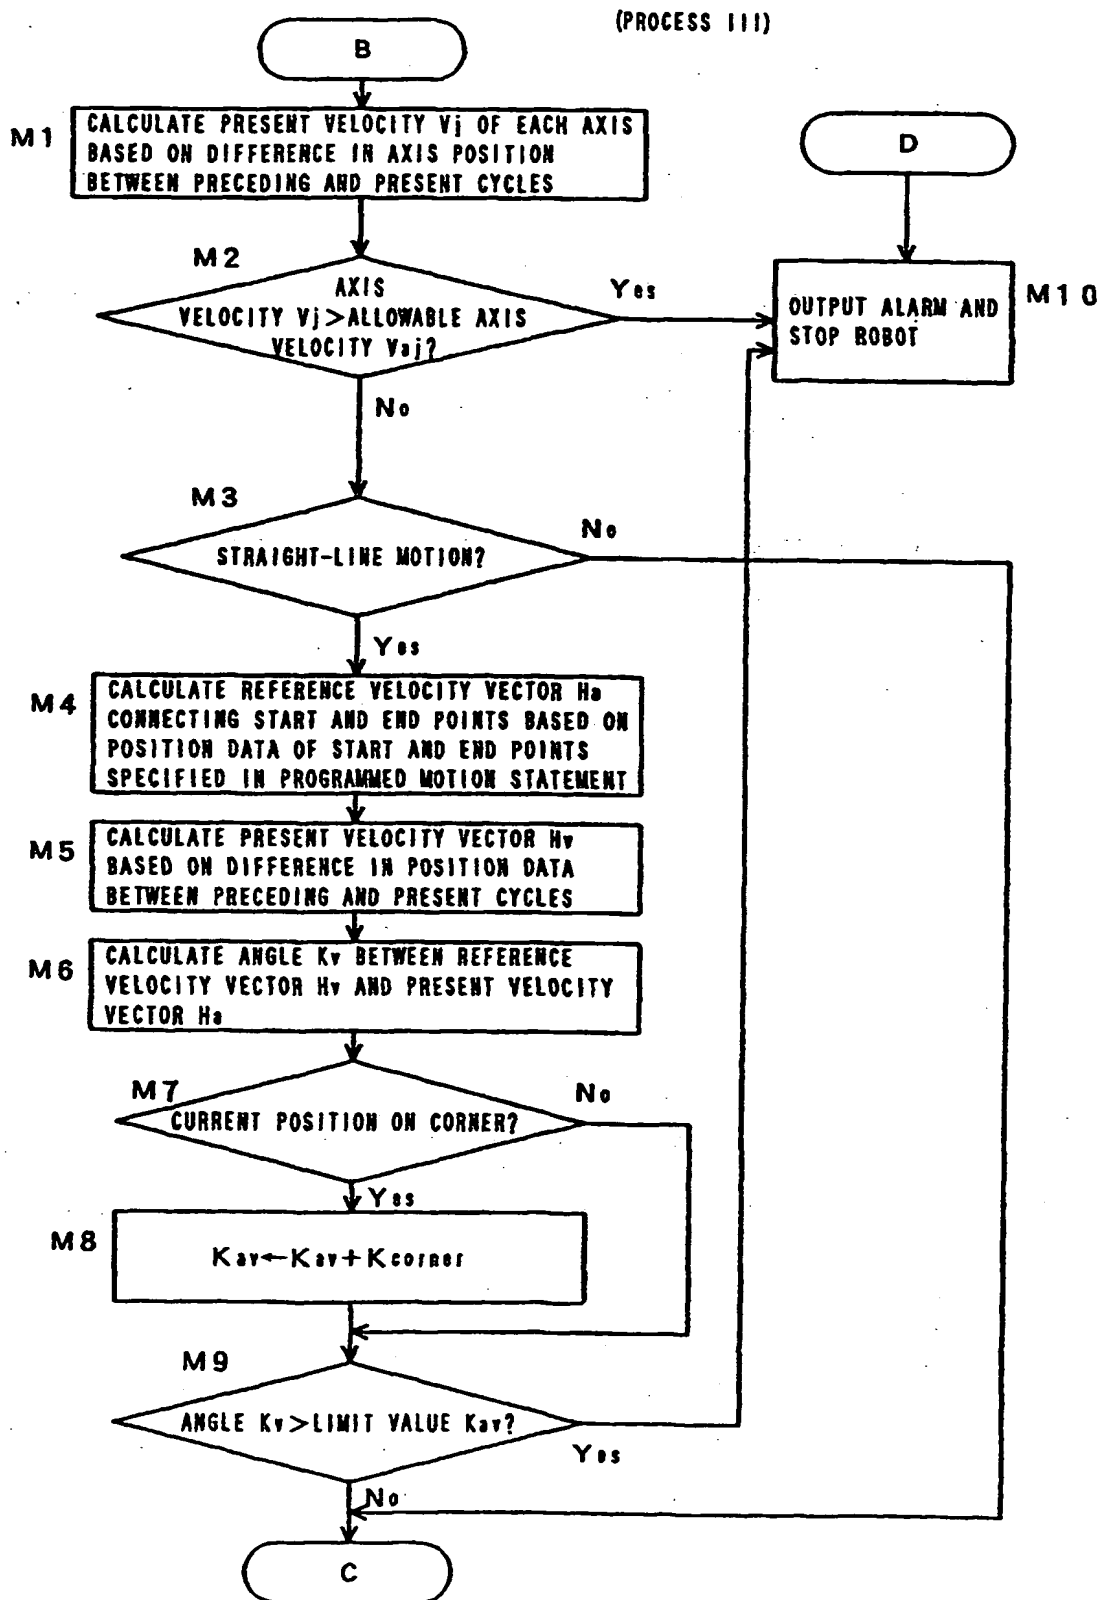 (PROCESS III)
B
M1
CALCULATE PRESENT VELOCITY Vj OF EACH AXIS
BASED ON DIFFERENCE IN AXIS POSITION
BETWEEN PRECEDING AND PRESENT CYCLES
D
M2
AXIS
VELOCITY Vj>ALLOWABLE AXIS
VELOCITY Vaj?
Yes
No
OUTPUT ALARM AND
STOP ROBOT
M10
M3
STRAIGHT-LINE MOTION?
No
Yes
M4
CALCULATE REFERENCE VELOCITY VECTOR Ha
CONNECTING START AND END POINTS BASED ON
POSITION DATA OF START AND END POINTS
SPECIFIED IN PROGRAMMED MOTION STATEMENT
M5
CALCULATE PRESENT VELOCITY VECTOR Hv
BASED ON DIFFERENCE IN POSITION DATA
BETWEEN PRECEDING AND PRESENT CYCLES
M6
CALCULATE ANGLE Kv BETWEEN REFERENCE
VELOCITY VECTOR Hv AND PRESENT VELOCITY
VECTOR Ha
M7
CURRENT POSITION ON CORNER?
No
Yes
M8
Kav←Kav+Kcorner
M9
ANGLE Kv>LIMIT VALUE Kav?
Yes
No
C